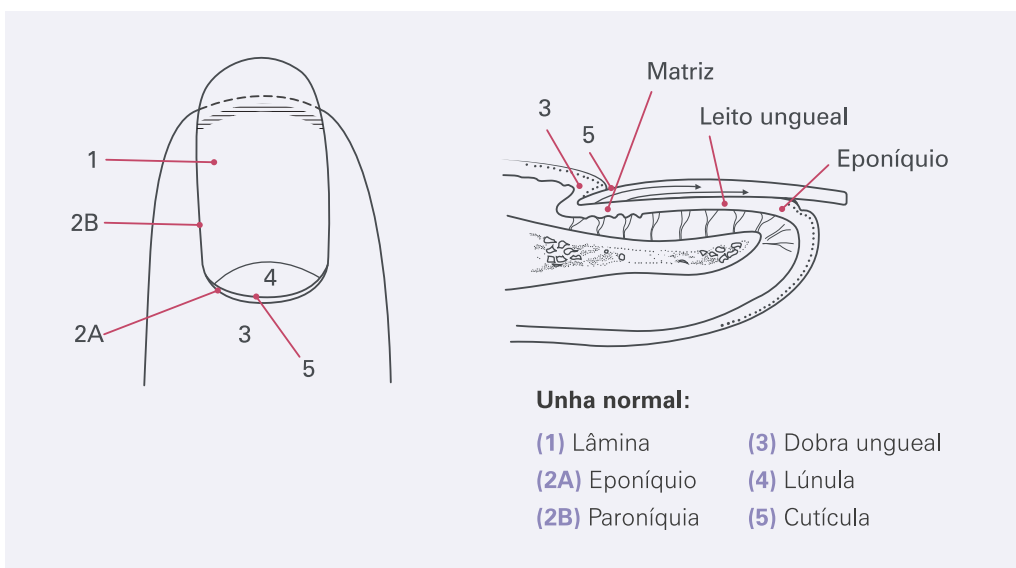 1
2B
2A
4
3
5
Matriz
3
5
Leito ungueal
Eponíquio
Unha normal:
(1) Lâmina
(2A) Eponíquio
(2B) Paroníquia
(3) Dobra ungueal
(4) Lúnula
(5) Cutícula